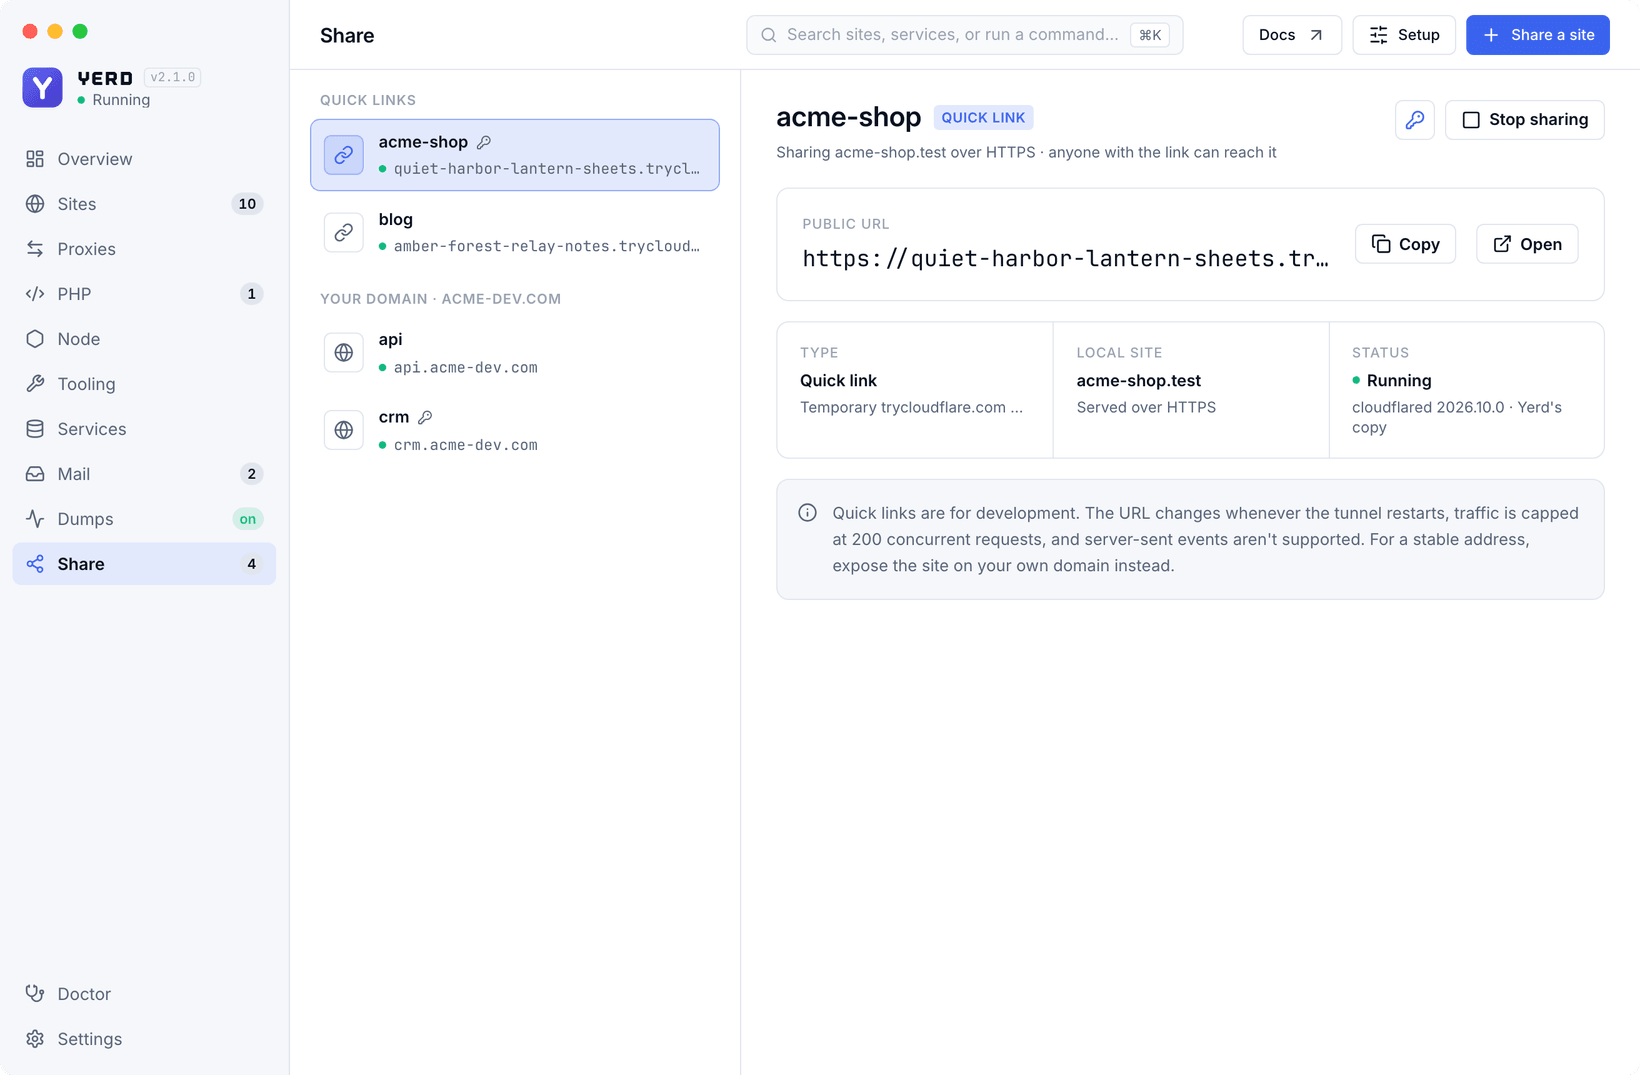 YERD v2.1.0
Running
Overview
Sites 10
Proxies
PHP 1
Node
Tooling
Services
Mail 2
Dumps on
Share 4
Doctor
Settings
Share
Search sites, services, or run a command... ⌘K
Docs
Setup
Share a site
QUICK LINKS
acme-shop
quiet-harbor-lantern-sheets.trycl…
blog
amber-forest-relay-notes.trycloud…
YOUR DOMAIN · ACME-DEV.COM
api
api.acme-dev.com
crm
crm.acme-dev.com
acme-shop QUICK LINK
Stop sharing
Sharing acme-shop.test over HTTPS · anyone with the link can reach it
PUBLIC URL
https://quiet-harbor-lantern-sheets.tr…
Copy
Open
TYPE
Quick link
Temporary trycloudflare.com …
LOCAL SITE
acme-shop.test
Served over HTTPS
STATUS
Running
cloudflared 2026.10.0 · Yerd's
copy
Quick links are for development. The URL changes whenever the tunnel restarts, traffic is capped
at 200 concurrent requests, and server-sent events aren't supported. For a stable address,
expose the site on your own domain instead.